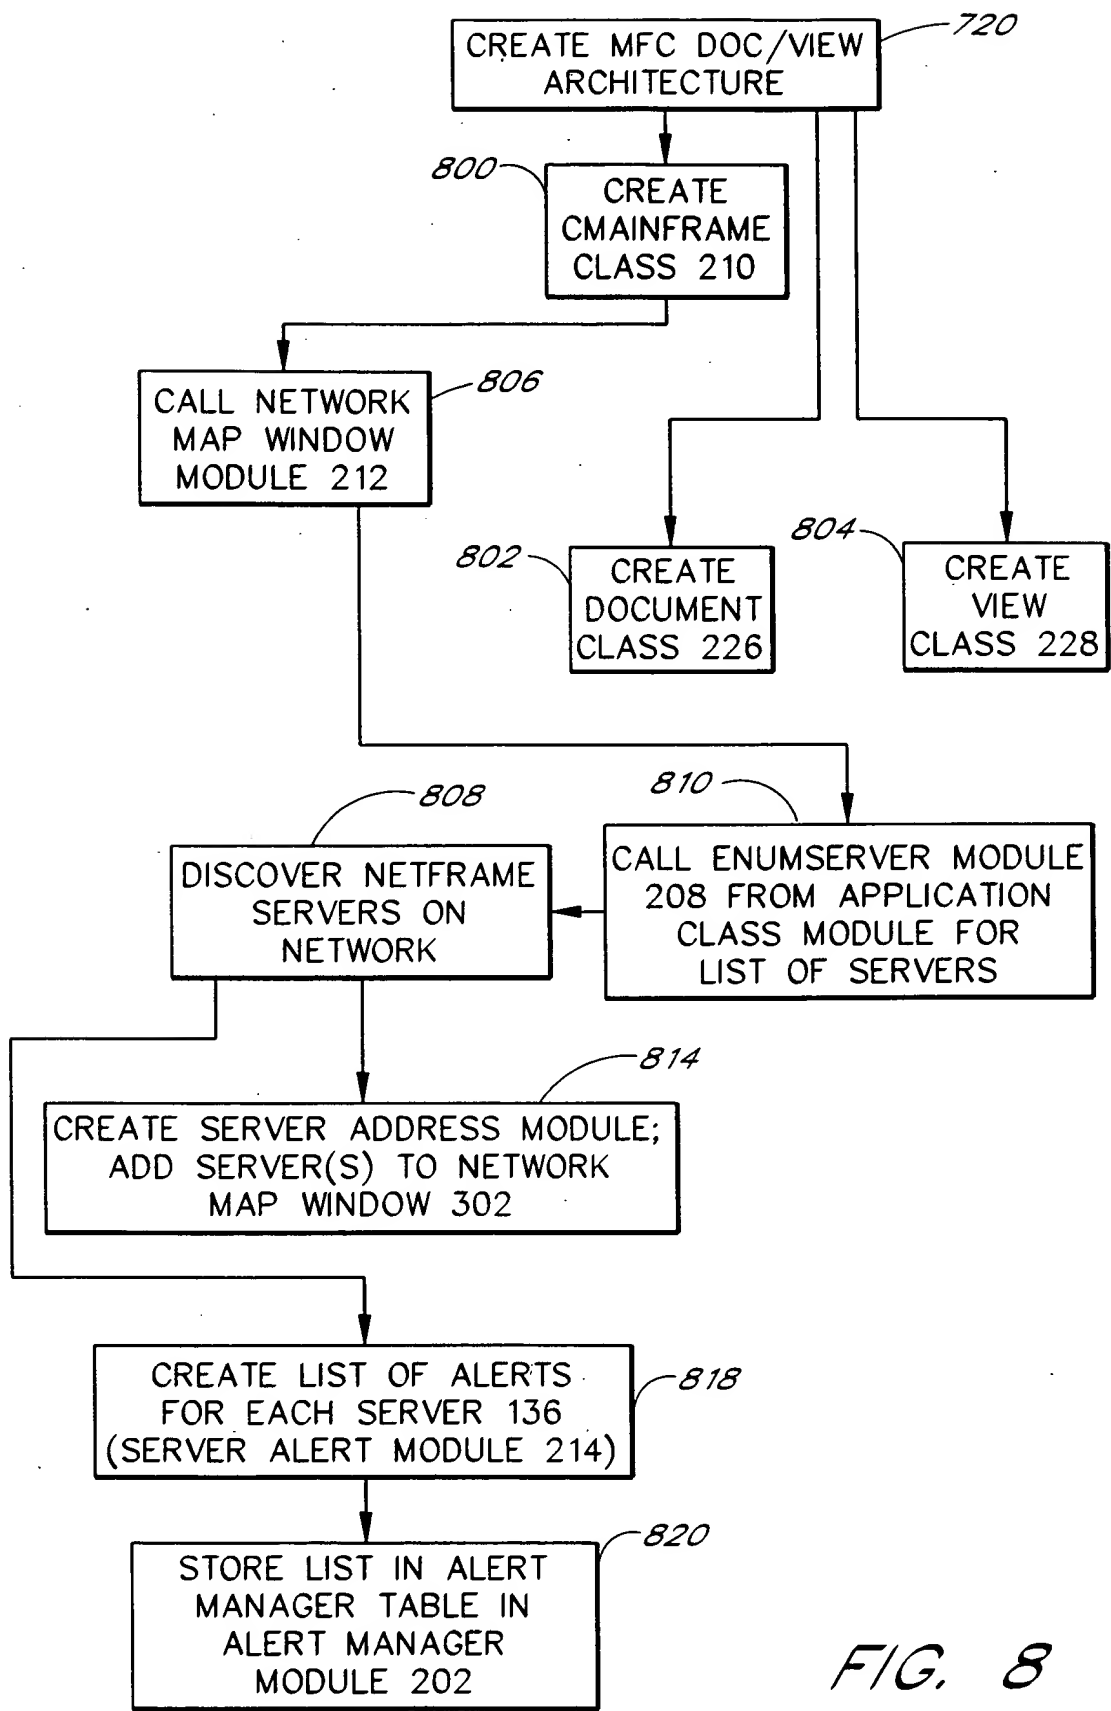 720
CREATE MFC DOC/VIEW
ARCHITECTURE
800
CREATE
CMAINFRAME
CLASS 210
806
CALL NETWORK
MAP WINDOW
MODULE 212
802
CREATE
DOCUMENT
CLASS 226
804
CREATE
VIEW
CLASS 228
810
CALL ENUMSERVER MODULE
208 FROM APPLICATION
CLASS MODULE FOR
LIST OF SERVERS
808
DISCOVER NETFRAME
SERVERS ON
NETWORK
814
CREATE SERVER ADDRESS MODULE;
ADD SERVER(S) TO NETWORK
MAP WINDOW 302
818
CREATE LIST OF ALERTS
FOR EACH SERVER 136
(SERVER ALERT MODULE 214)
820
STORE LIST IN ALERT
MANAGER TABLE IN
ALERT MANAGER
MODULE 202
FIG. 8